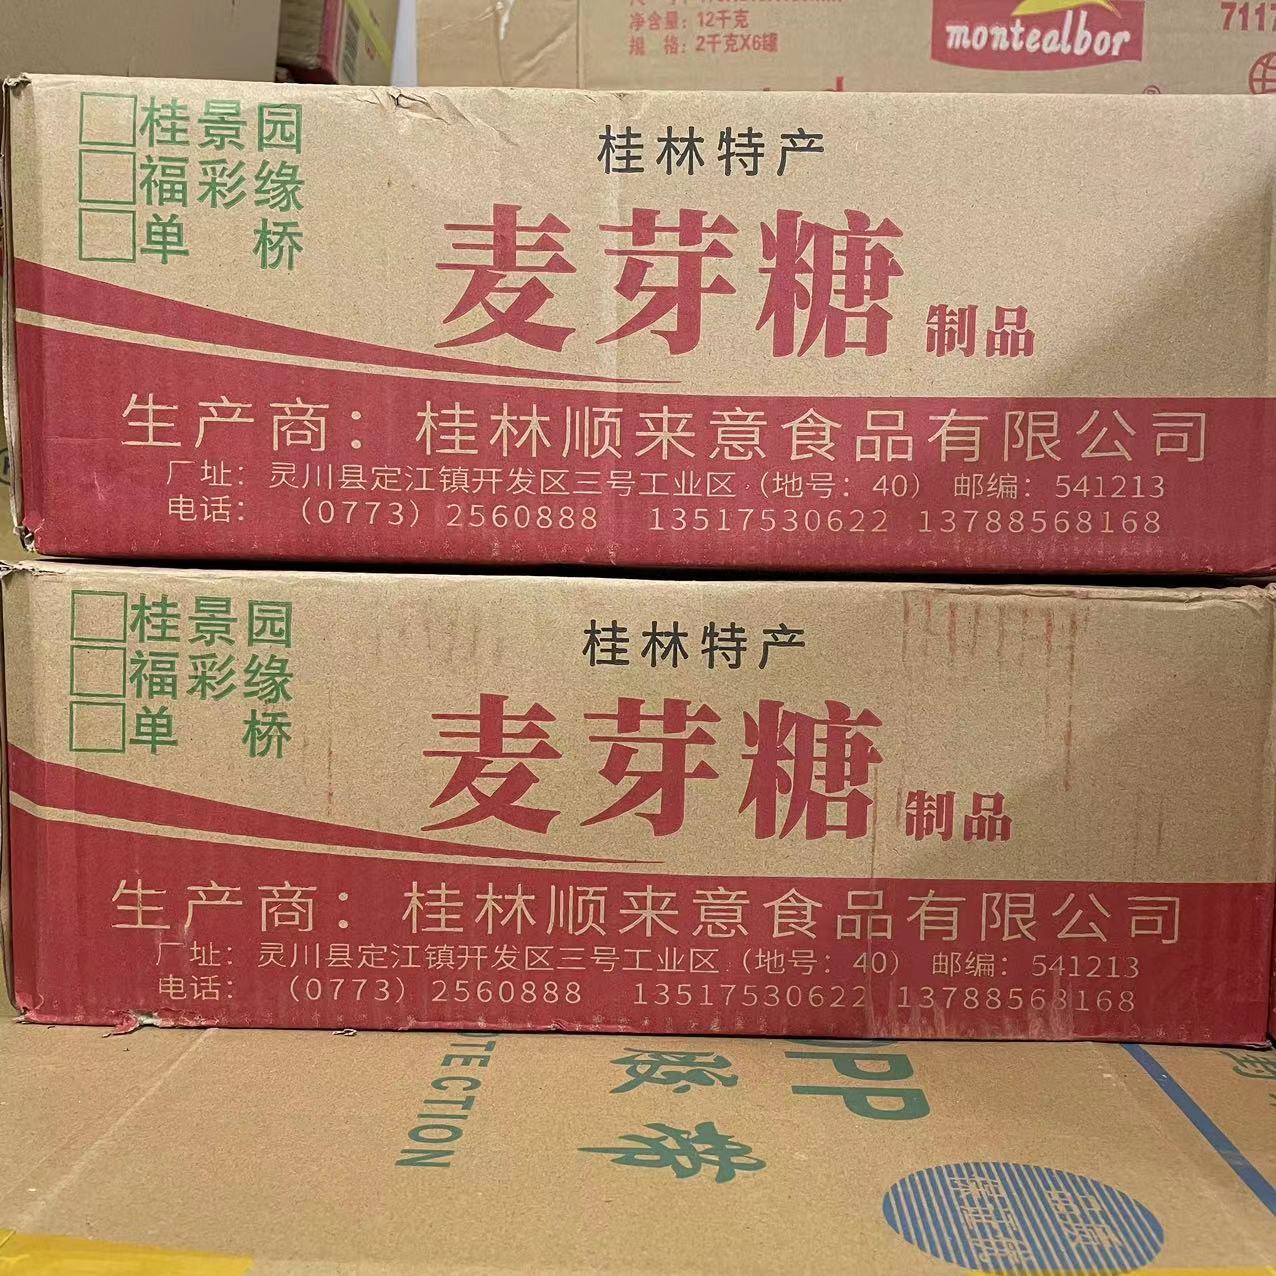 净含量：12千克
规 格：2千克X6罐
montealbor
7117
桂景园
福彩缘
单 桥
桂林特产
麦芽糖 制品
生产商：桂林顺来意食品有限公司
厂址：灵川县定江镇开发区三号工业区（地号：40） 邮编：541213
电话：（0773）2560888 13517530622 13788568168
桂景园
福彩缘
单 桥
桂林特产
麦芽糖 制品
生产商：桂林顺来意食品有限公司
厂址：灵川县定江镇开发区三号工业区（地号：40） 邮编：541213
电话：（0773）2560888 13517530622 13788568168
TECTION
胶带
OPP